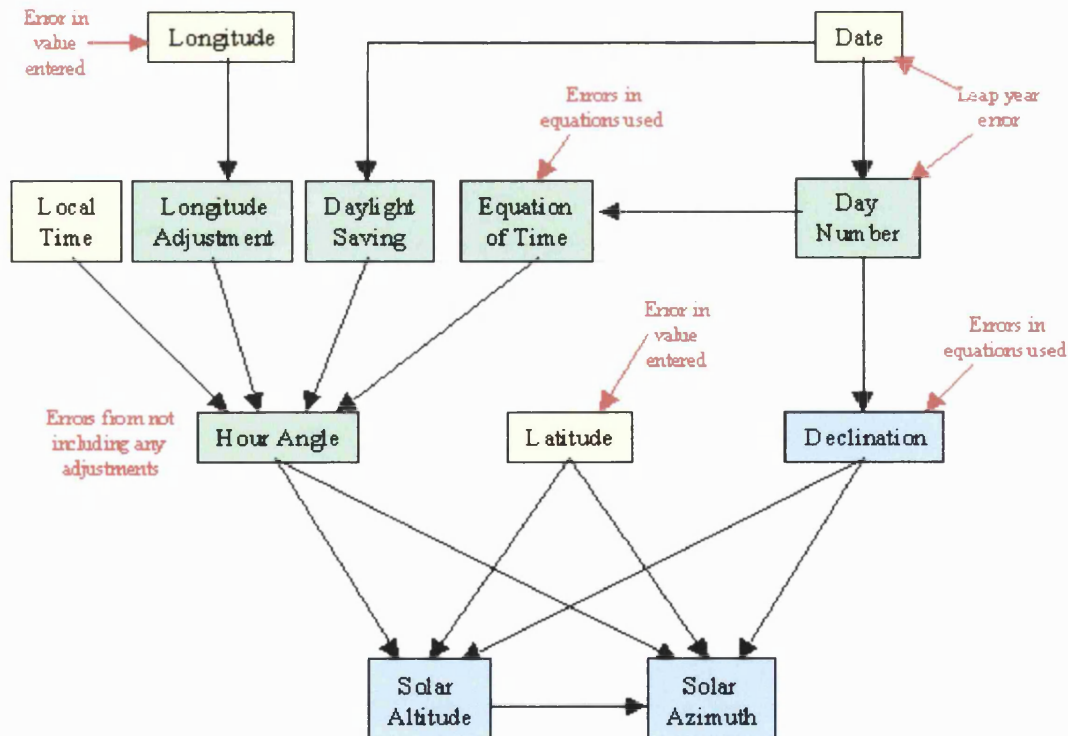 Error in
value
entered
Longitude
Date
Errors in
equations used
Leap year
error
Local
Time
Longitude
Adjustment
Daylight
Saving
Equation
of Time
Day
Number
Error in
value
entered
Errors in
equations used
Errors from not
including any
adjustments
Hour Angle
Latitude
Declination
Solar
Altitude
Solar
Azimuth